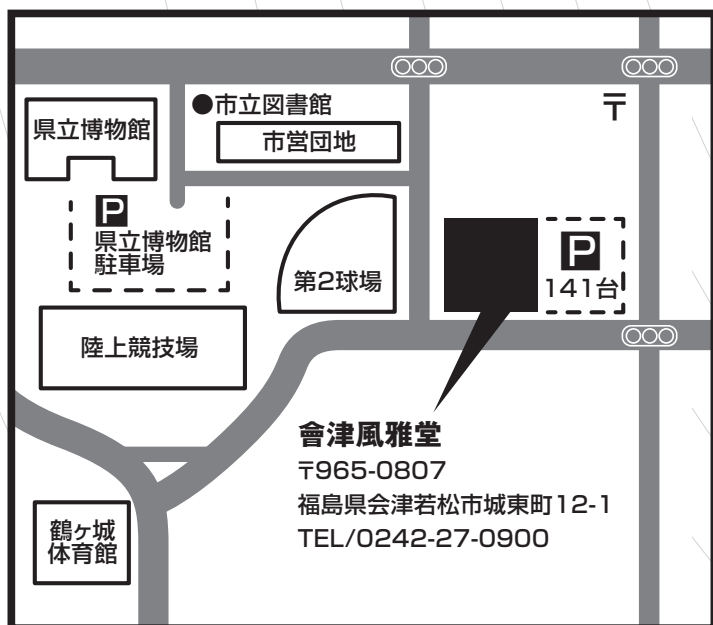 ●市立図書館
〒
県立博物館
市営団地
P
県立博物館
駐車場
第2球場
P
141台
陸上競技場
會津風雅堂
〒965-0807
福島県会津若松市城東町12-1
TEL/0242-27-0900
鶴ヶ城
体育館